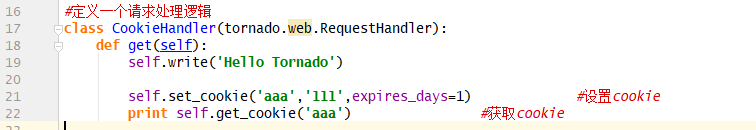 16 #定义一个请求处理逻辑
17 class CookieHandler(tornado.web.RequestHandler):
18 def get(self):
19 self.write('Hello Tornado')
20
21 self.set_cookie('aaa','111',expires_days=1) #设置cookie
22 print self.get_cookie('aaa') #获取cookie